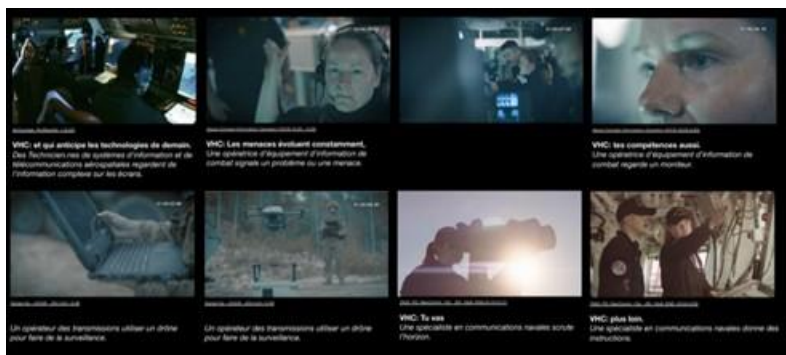 VHC: et qui anticipe les technologies de demain.
Des Technicien.nes de systèmes d'information et de
télécommunications aérospatiales regardent de
l'information complexe sur les écrans.
VHC: Les menaces évoluent constamment,
Une opératrice d'équipement d'information de
combat signale un problème ou une menace.
VHC: tes compétences aussi.
Une opératrice d'équipement d'information de
combat regarde un moniteur.
Un opérateur des transmissions utiliser un drône
pour faire de la surveillance.
Un opérateur des transmissions utiliser un drône
pour faire de la surveillance.
VHC: Tu vas
Une spécialiste en communications navales scrute
l'horizon.
VHC: plus loin.
Une spécialiste en communications navales donne des
instructions.